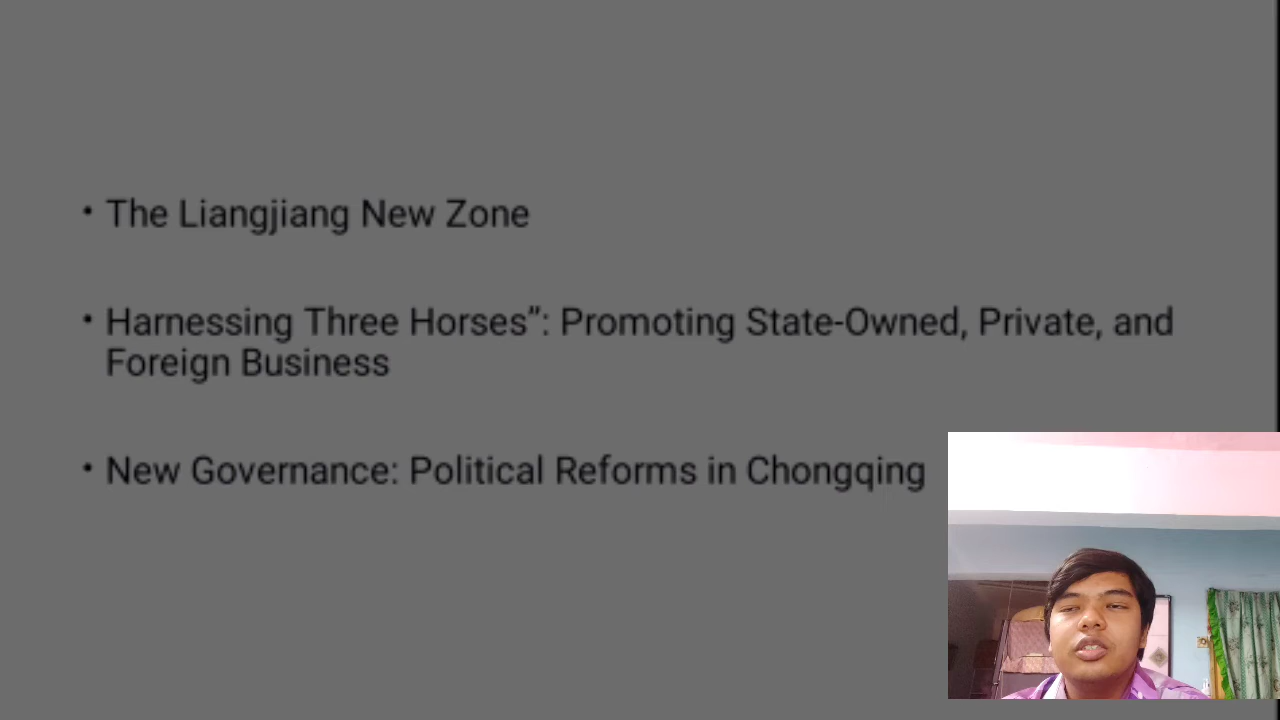 • The Liangjiang New Zone
• Harnessing Three Horses”: Promoting State-Owned, Private, and
Foreign Business
• New Governance: Political Reforms in Chongqing